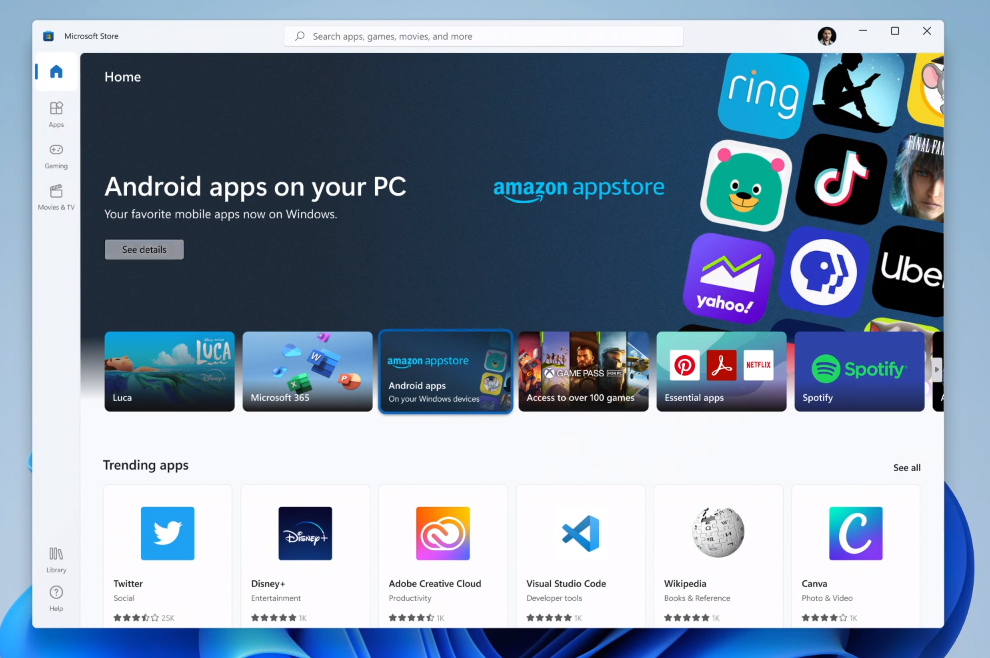 Microsoft Store
Search apps, games, movies, and more
Home
Apps
Gaming
Movies & TV
Library
Help
Android apps on your PC
Your favorite mobile apps now on Windows.
See details
amazon appstore
ring
FINAL FAN
yahoo!
Uber
LUCA
Disney+
Luca
W
X
P
Microsoft 365
amazon appstore
Android apps
On your Windows devices
XBOX GAME PASS
Access to over 100 games
NETFLIX
Essential apps
Spotify
Spotify
A
Trending apps
See all
Disney+
C
Twitter
Social
25K
Disney+
Entertainment
1K
Adobe Creative Cloud
Productivity
1K
Visual Studio Code
Developer tools
1K
Wikipedia
Books & Reference
1K
Canva
Photo & Video
1K